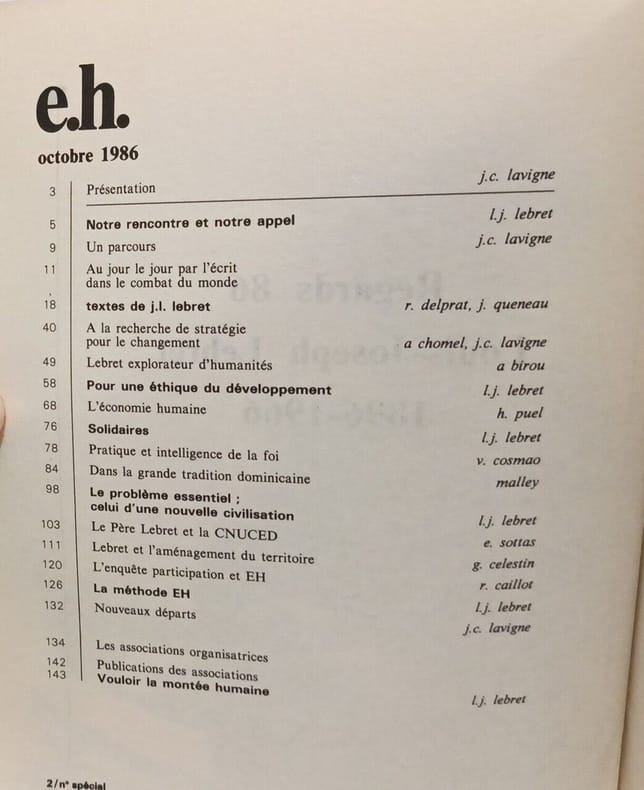 e.h.
octobre 1986
3 Présentation j.c. lavigne
5 Notre rencontre et notre appel l.j. lebret
9 Un parcours j.c. lavigne
11 Au jour le jour par l'écrit
dans le combat du monde
18 textes de j.l. lebret r. delprat, j. queneau
40 A la recherche de stratégie
pour le changement a chomel, j.c. lavigne
49 Lebret explorateur d'humanités a birou
58 Pour une éthique du développement l.j. lebret
68 L'économie humaine h. puel
76 Solidaires l.j. lebret
78 Pratique et intelligence de la foi v. cosmao
84 Dans la grande tradition dominicaine malley
98 Le problème essentiel ;
celui d'une nouvelle civilisation l.j. lebret
103 Le Père Lebret et la CNUCED e. sottas
111 Lebret et l'aménagement du territoire g. celestin
120 L'enquête participation et EH r. caillot
126 La méthode EH l.j. lebret
132 Nouveaux départs j.c. lavigne
134 Les associations organisatrices
142 Publications des associations
143 Vouloir la montée humaine l.j. lebret
2/n° spécial